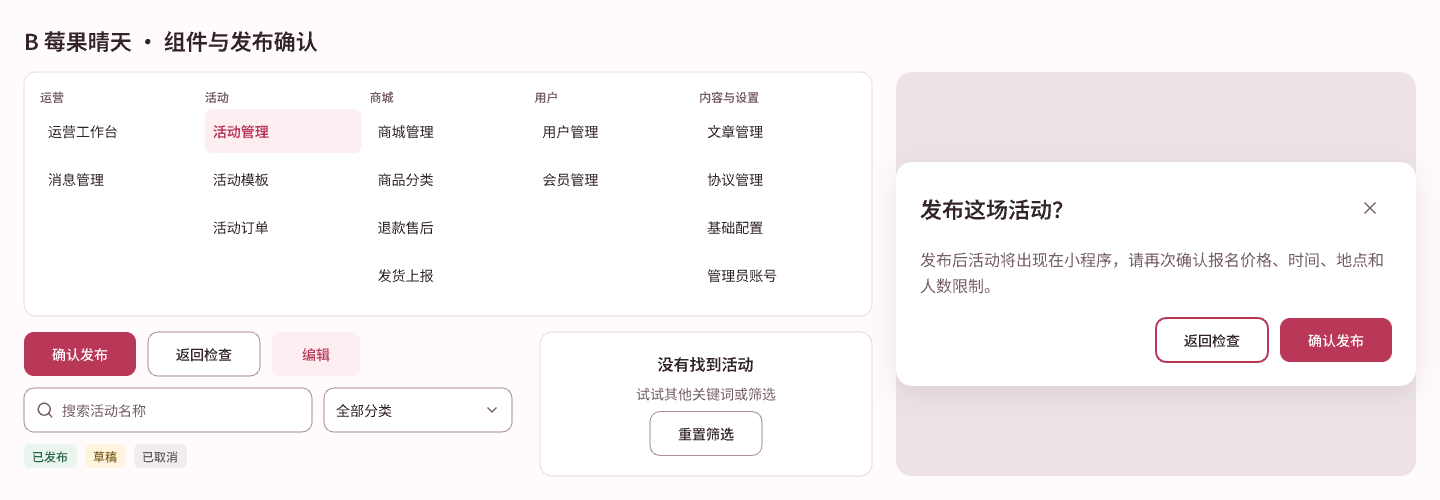 B 莓果晴天 · 组件与发布确认
运营
运营工作台
消息管理
活动
活动管理
活动模板
活动订单
商城
商城管理
商品分类
退款售后
发货上报
用户
用户管理
会员管理
内容与设置
文章管理
协议管理
基础配置
管理员账号
确认发布
返回检查
编辑
搜索活动名称
全部分类
已发布
草稿
已取消
没有找到活动
试试其他关键词或筛选
重置筛选
发布这场活动？
发布后活动将出现在小程序，请再次确认报名价格、时间、地点和
人数限制。
返回检查
确认发布